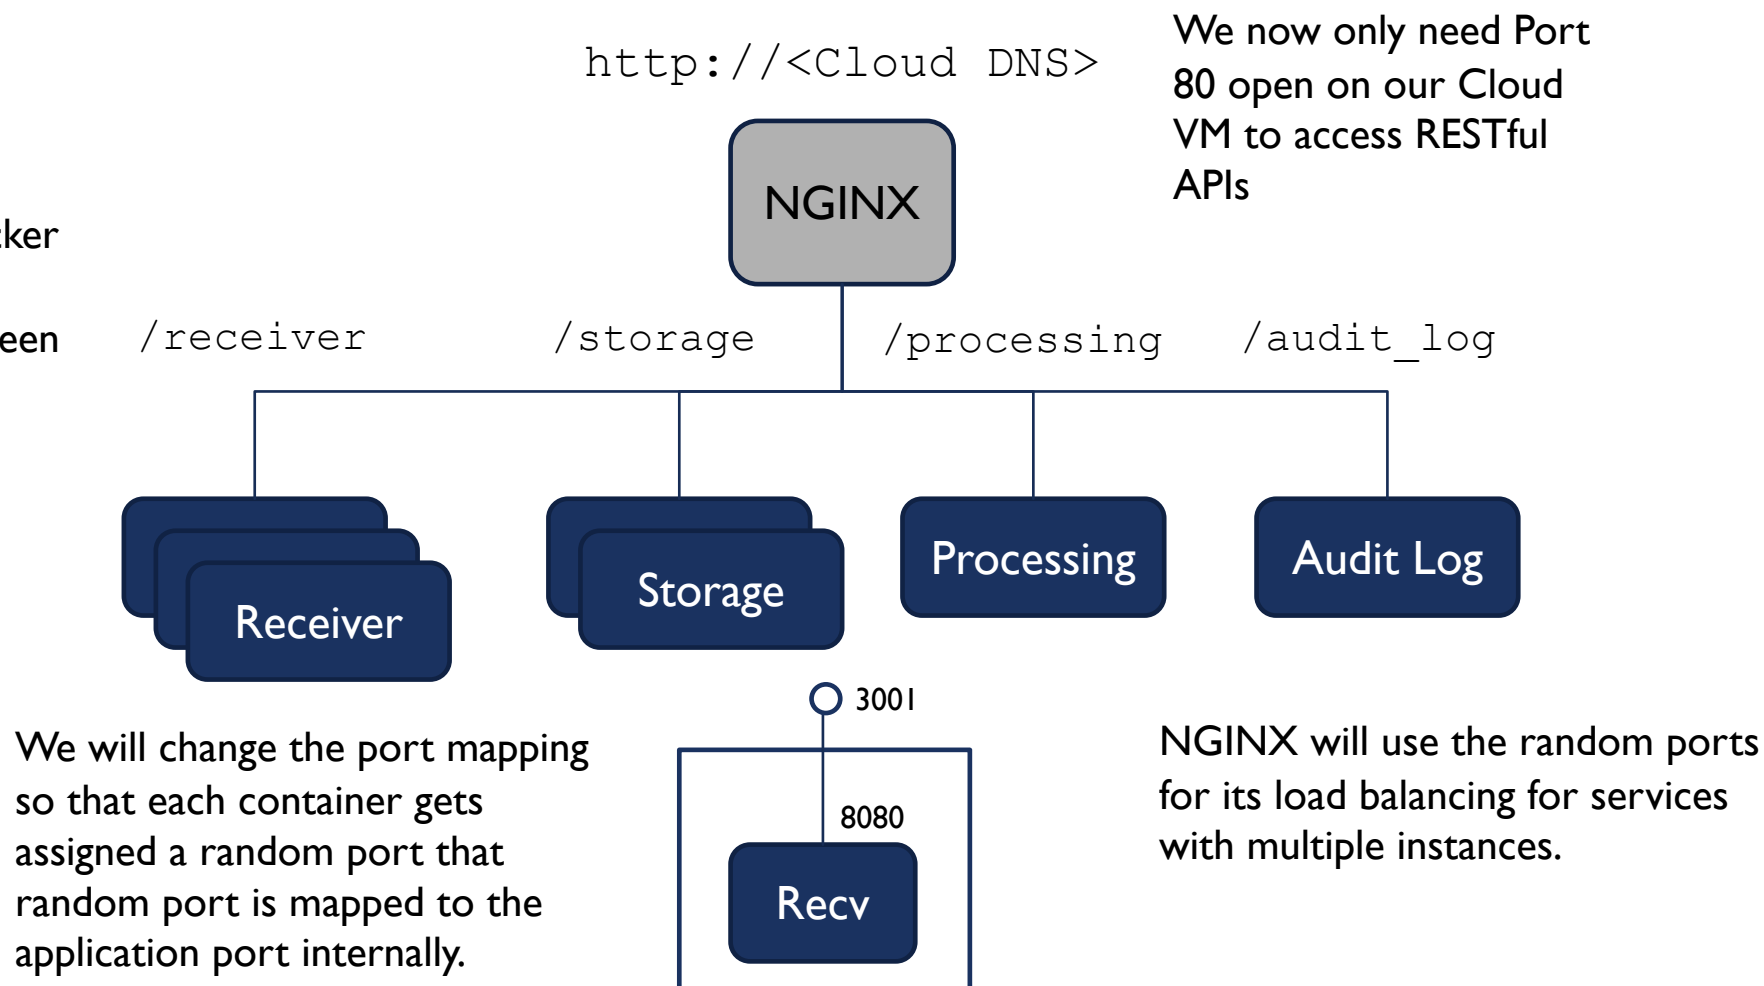 http://<Cloud DNS>
We now only need Port
80 open on our Cloud
VM to access RESTful
APIs
NGINX
ker
een
/receiver
/storage
/processing
/audit_log
Receiver
Storage
Processing
Audit Log
3001
8080
Recv
We will change the port mapping
so that each container gets
assigned a random port that
random port is mapped to the
application port internally.
NGINX will use the random ports
for its load balancing for services
with multiple instances.